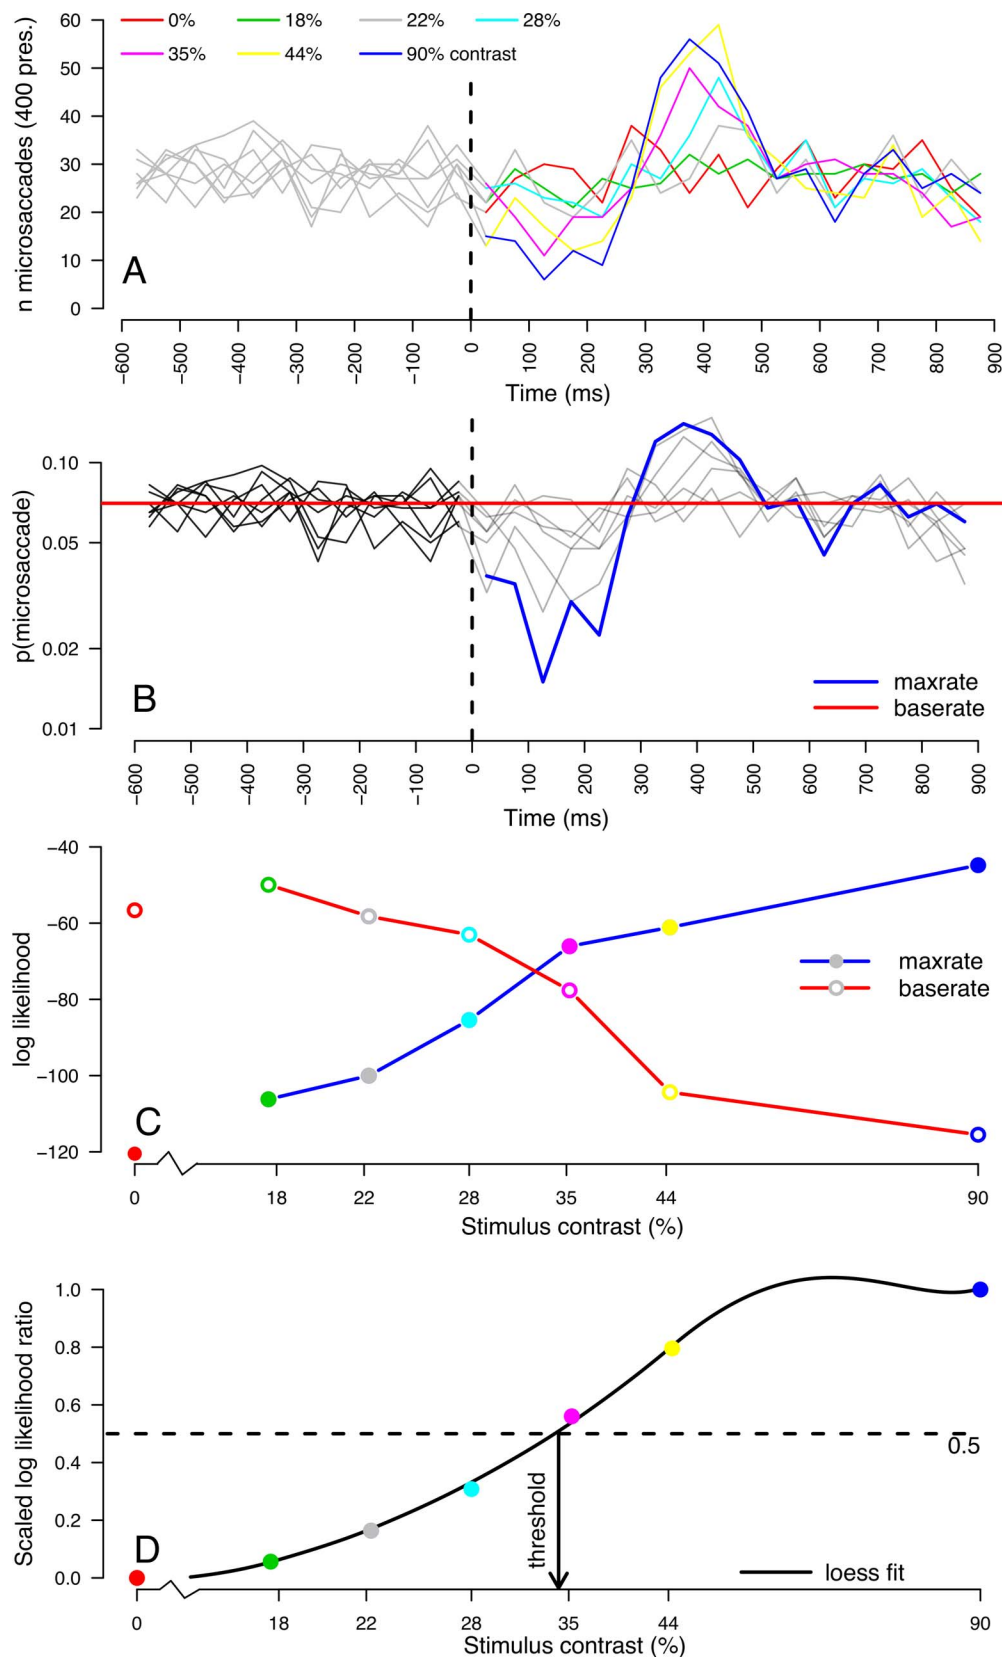 0% 18% 22% 28%
35% 44% 90% contrast
n microsaccades (400 pres.)
60
50
40
30
20
10
0
A
−600 −500 −400 −300 −200 −100 0 100 200 300 400 500 600 700 800 900
Time (ms)
p(microsaccade)
0.10
0.05
0.02
0.01
B
maxrate
baserate
−600 −500 −400 −300 −200 −100 0 100 200 300 400 500 600 700 800 900
Time (ms)
log likelihood
−40
−60
−80
−100
−120
maxrate
baserate
C
0 18 22 28 35 44 90
Stimulus contrast (%)
Scaled log likelihood ratio
1.0
0.8
0.6
0.4
0.2
0.0
0.5
threshold
D
loess fit
0 18 22 28 35 44 90
Stimulus contrast (%)